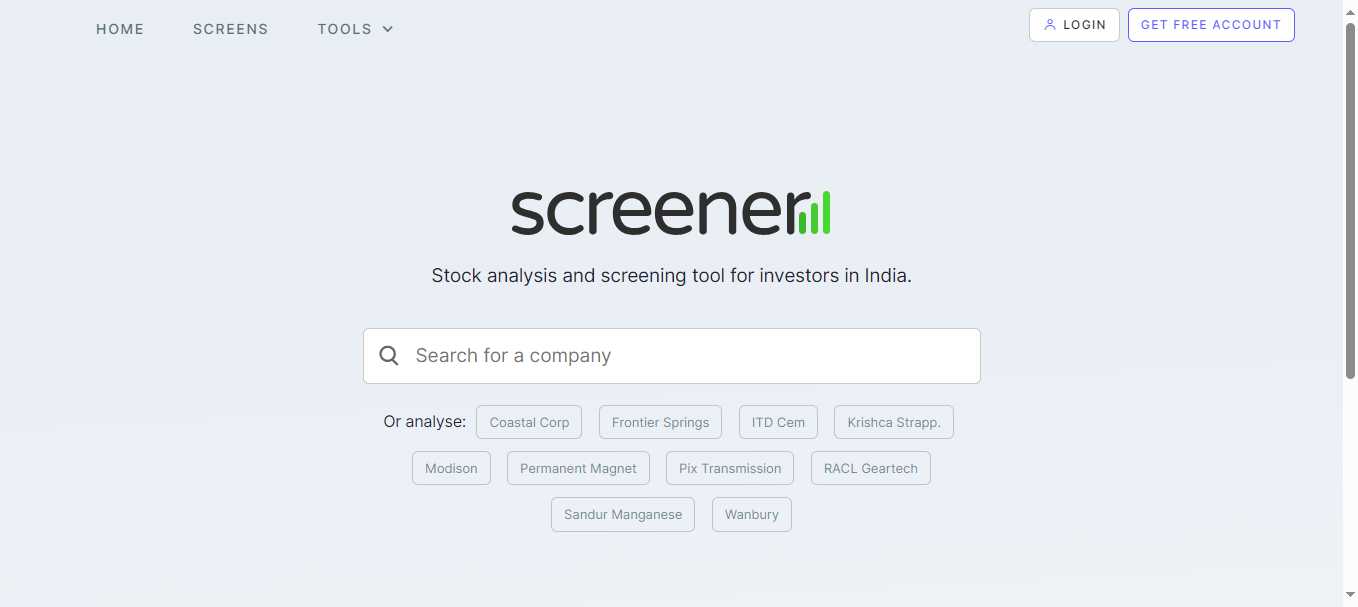 HOME SCREENS TOOLS LOGIN GET FREE ACCOUNT
screener
Stock analysis and screening tool for investors in India.
Search for a company
Or analyse: Coastal Corp Frontier Springs ITD Cem Krishca Strapp.
Modison Permanent Magnet Pix Transmission RACL Geartech
Sandur Manganese Wanbury